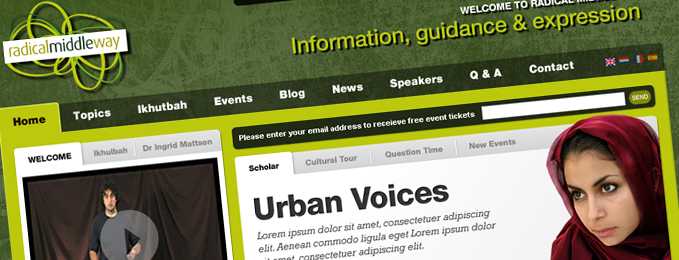 WELCOME TO RADICAL MID
radicalmiddleway
Information, guidance & expression
Home Topics Ikhutbah Events Blog News Speakers Q & A Contact
Please enter your email address to receieve free event tickets SEND
WELCOME Ikhulbah Dr Ingrid Mattson
Scholar Cultural Tour Question Time New Events
Urban Voices
Lorem ipsum dolor sit amet, consectetuer adipiscing
elit. Aenean commodo ligula eget Lorem ipsum dolor
sit amet, consectetuer adipiscing elit. Aenean